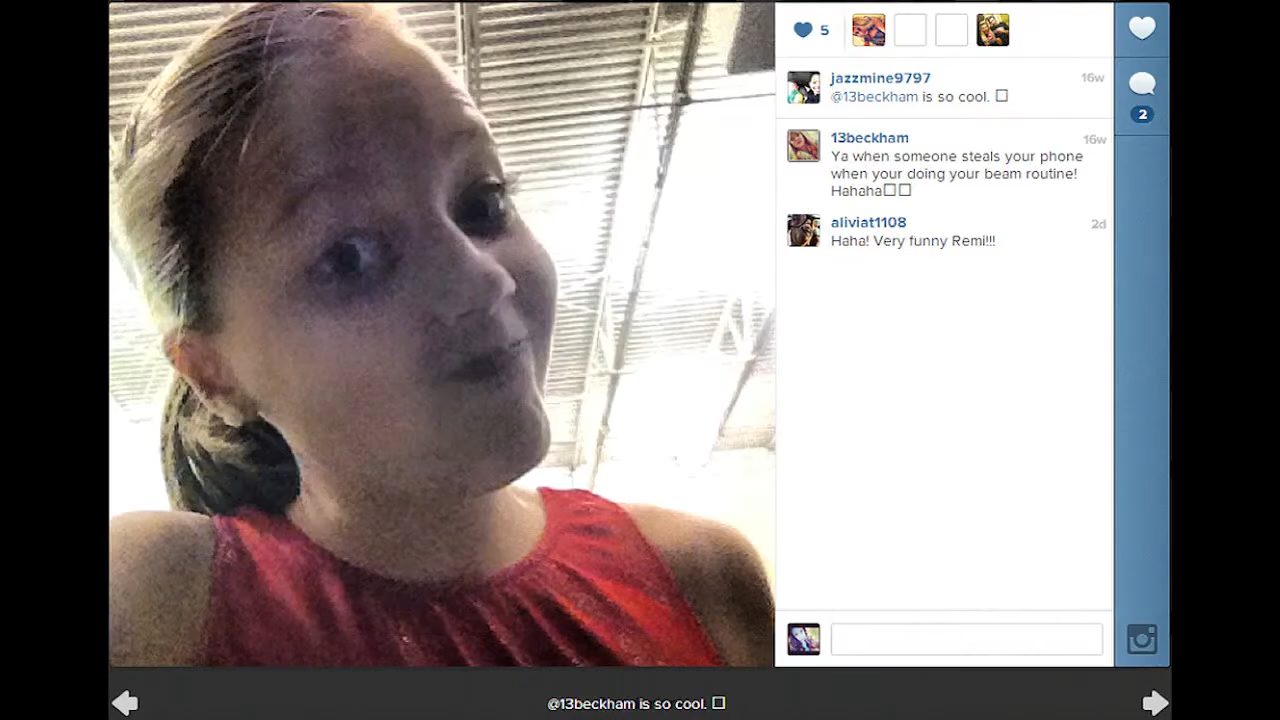 5
jazzmine9797 16w
@13beckham is so cool.
2
13beckham 16w
Ya when someone steals your phone
when your doing your beam routine!
Hahaha
aliviat1108 2d
Haha! Very funny Remi!!!
@13beckham is so cool.